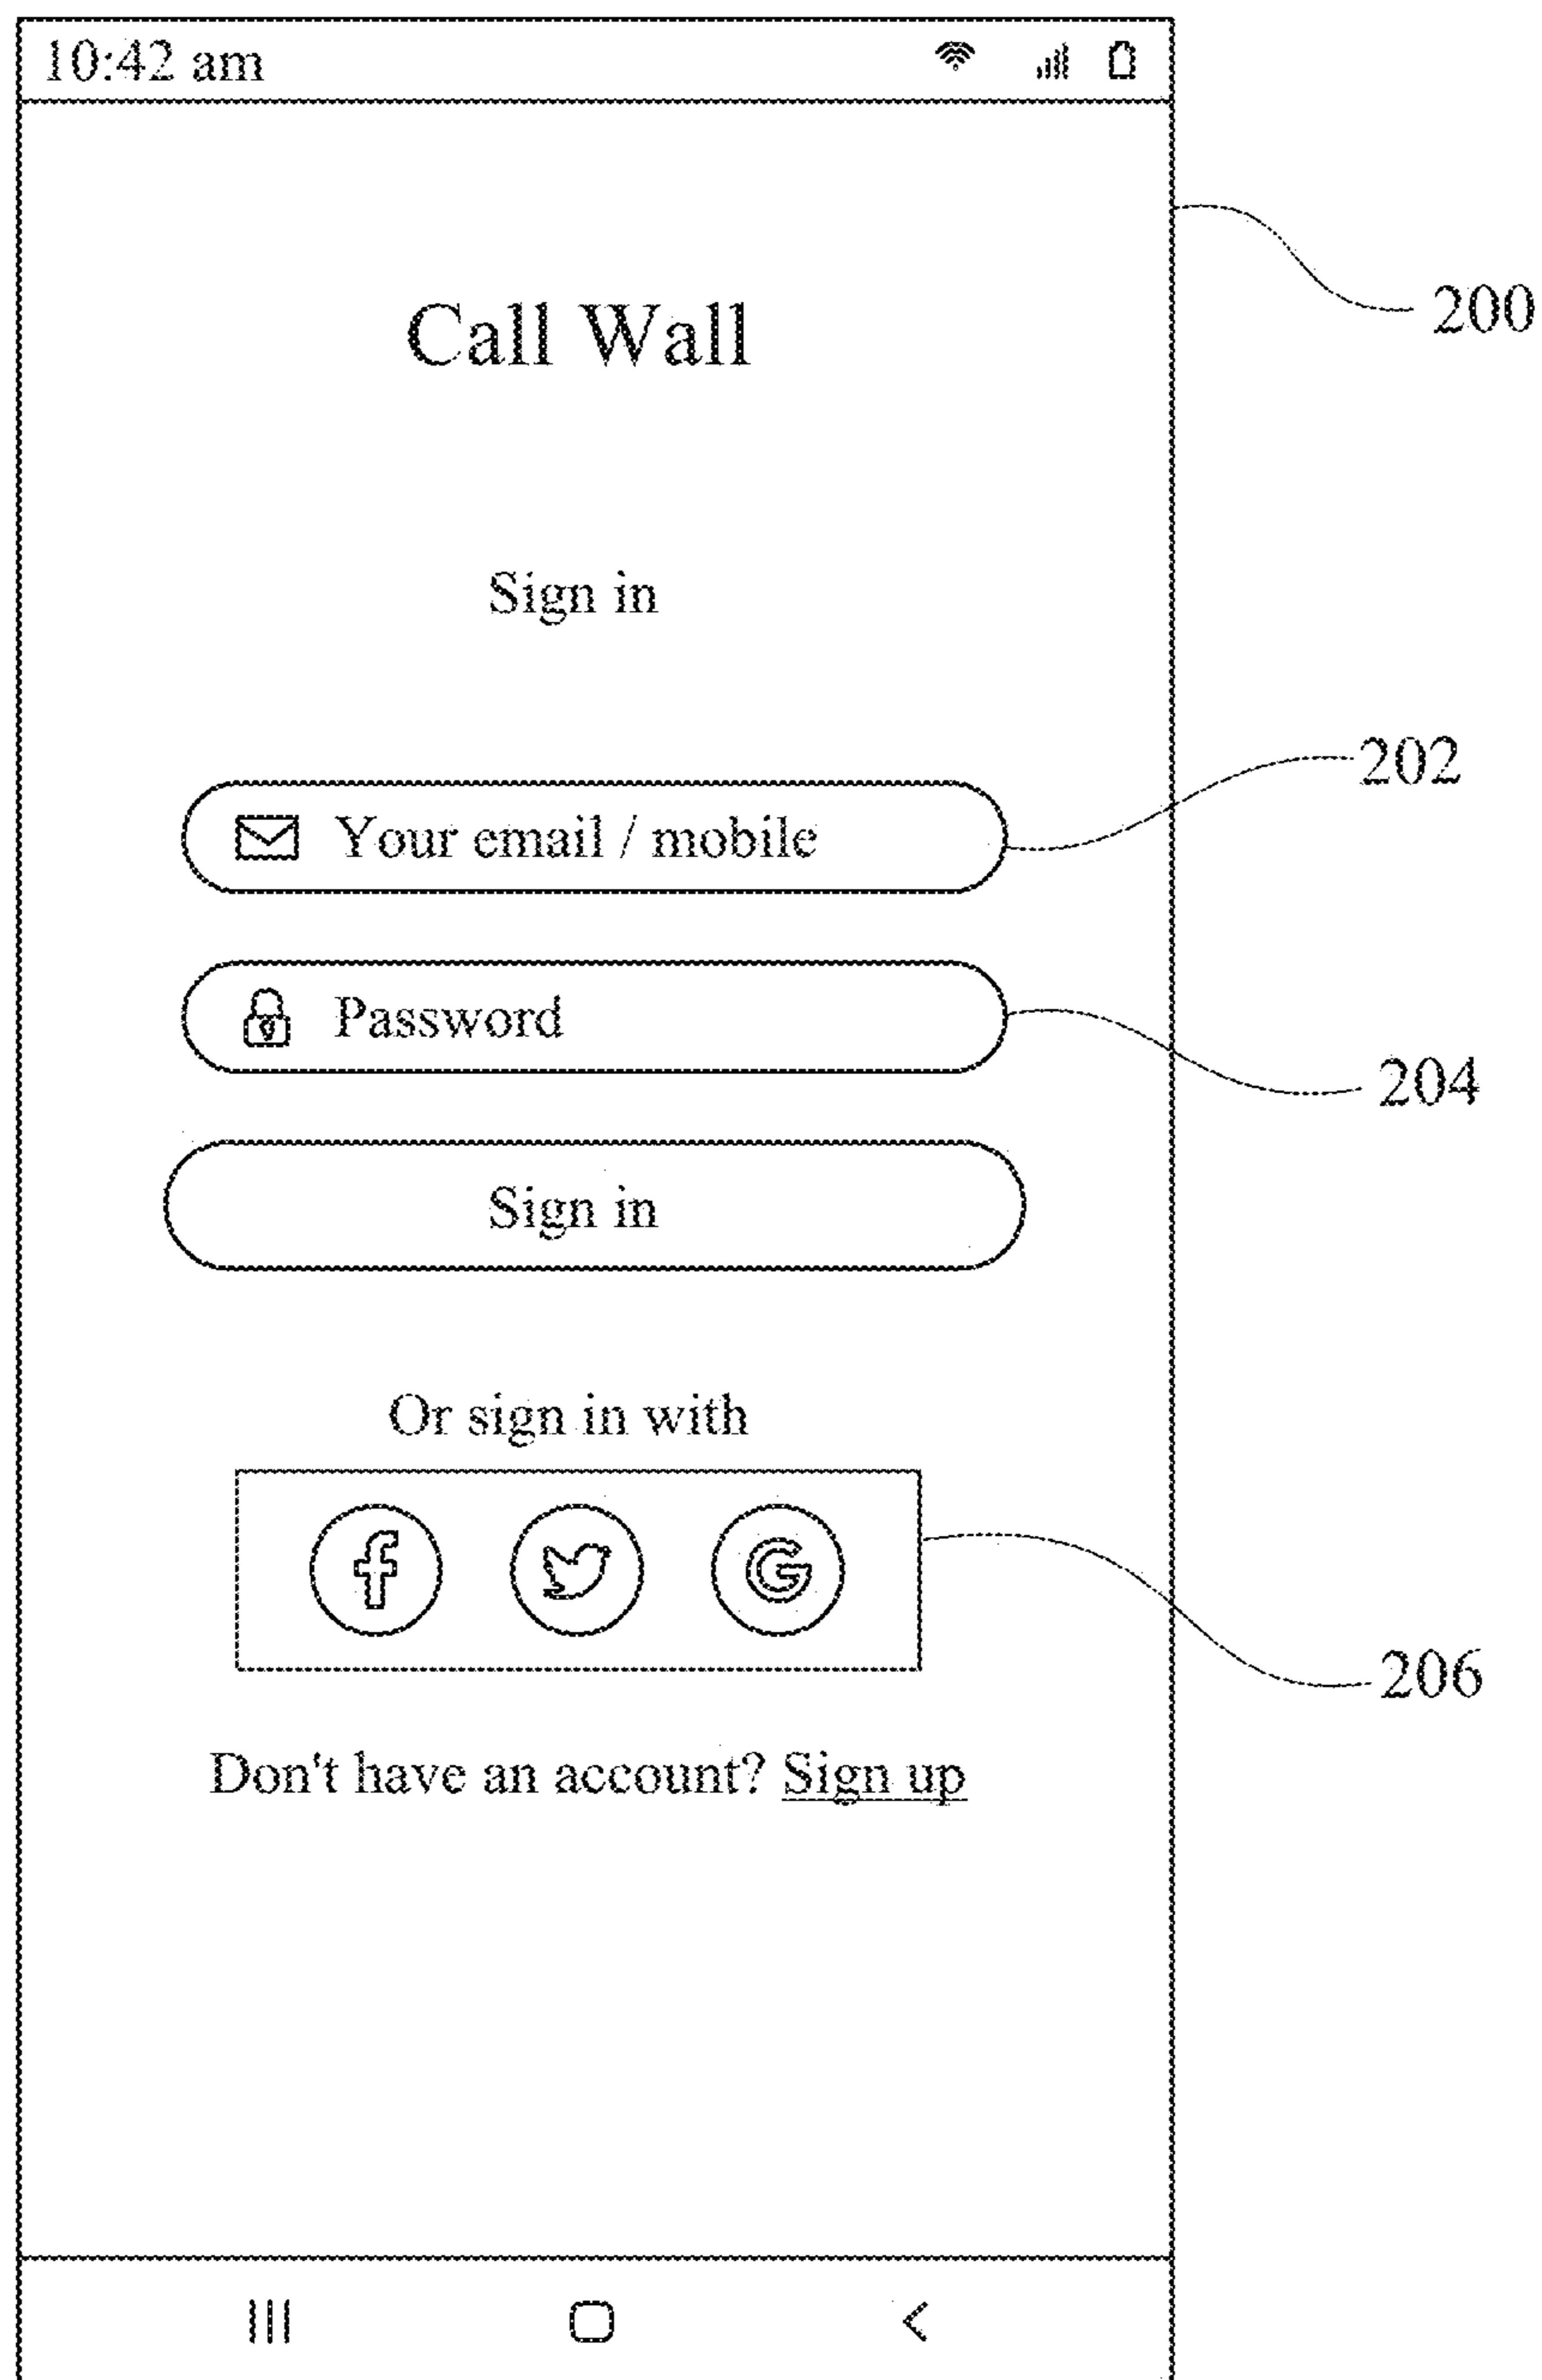 10:42 am
200
Call Wall
Sign in
202
Your email / mobile
Password
204
Sign in
Or sign in with
206
Don't have an account? Sign up